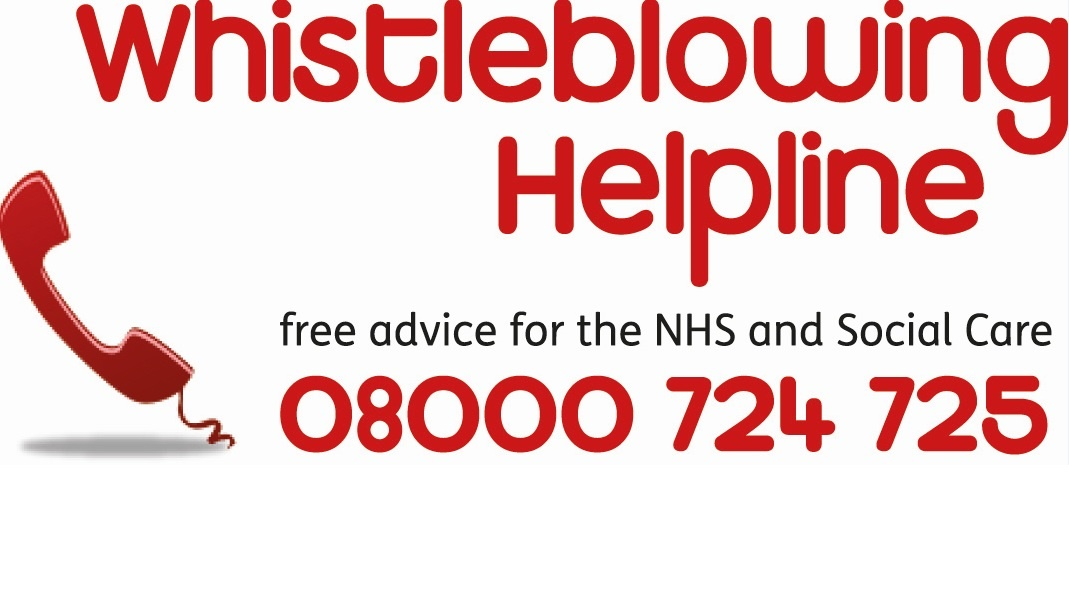 Whistleblowing
Helpline
free advice for the NHS and Social Care
08000 724 725